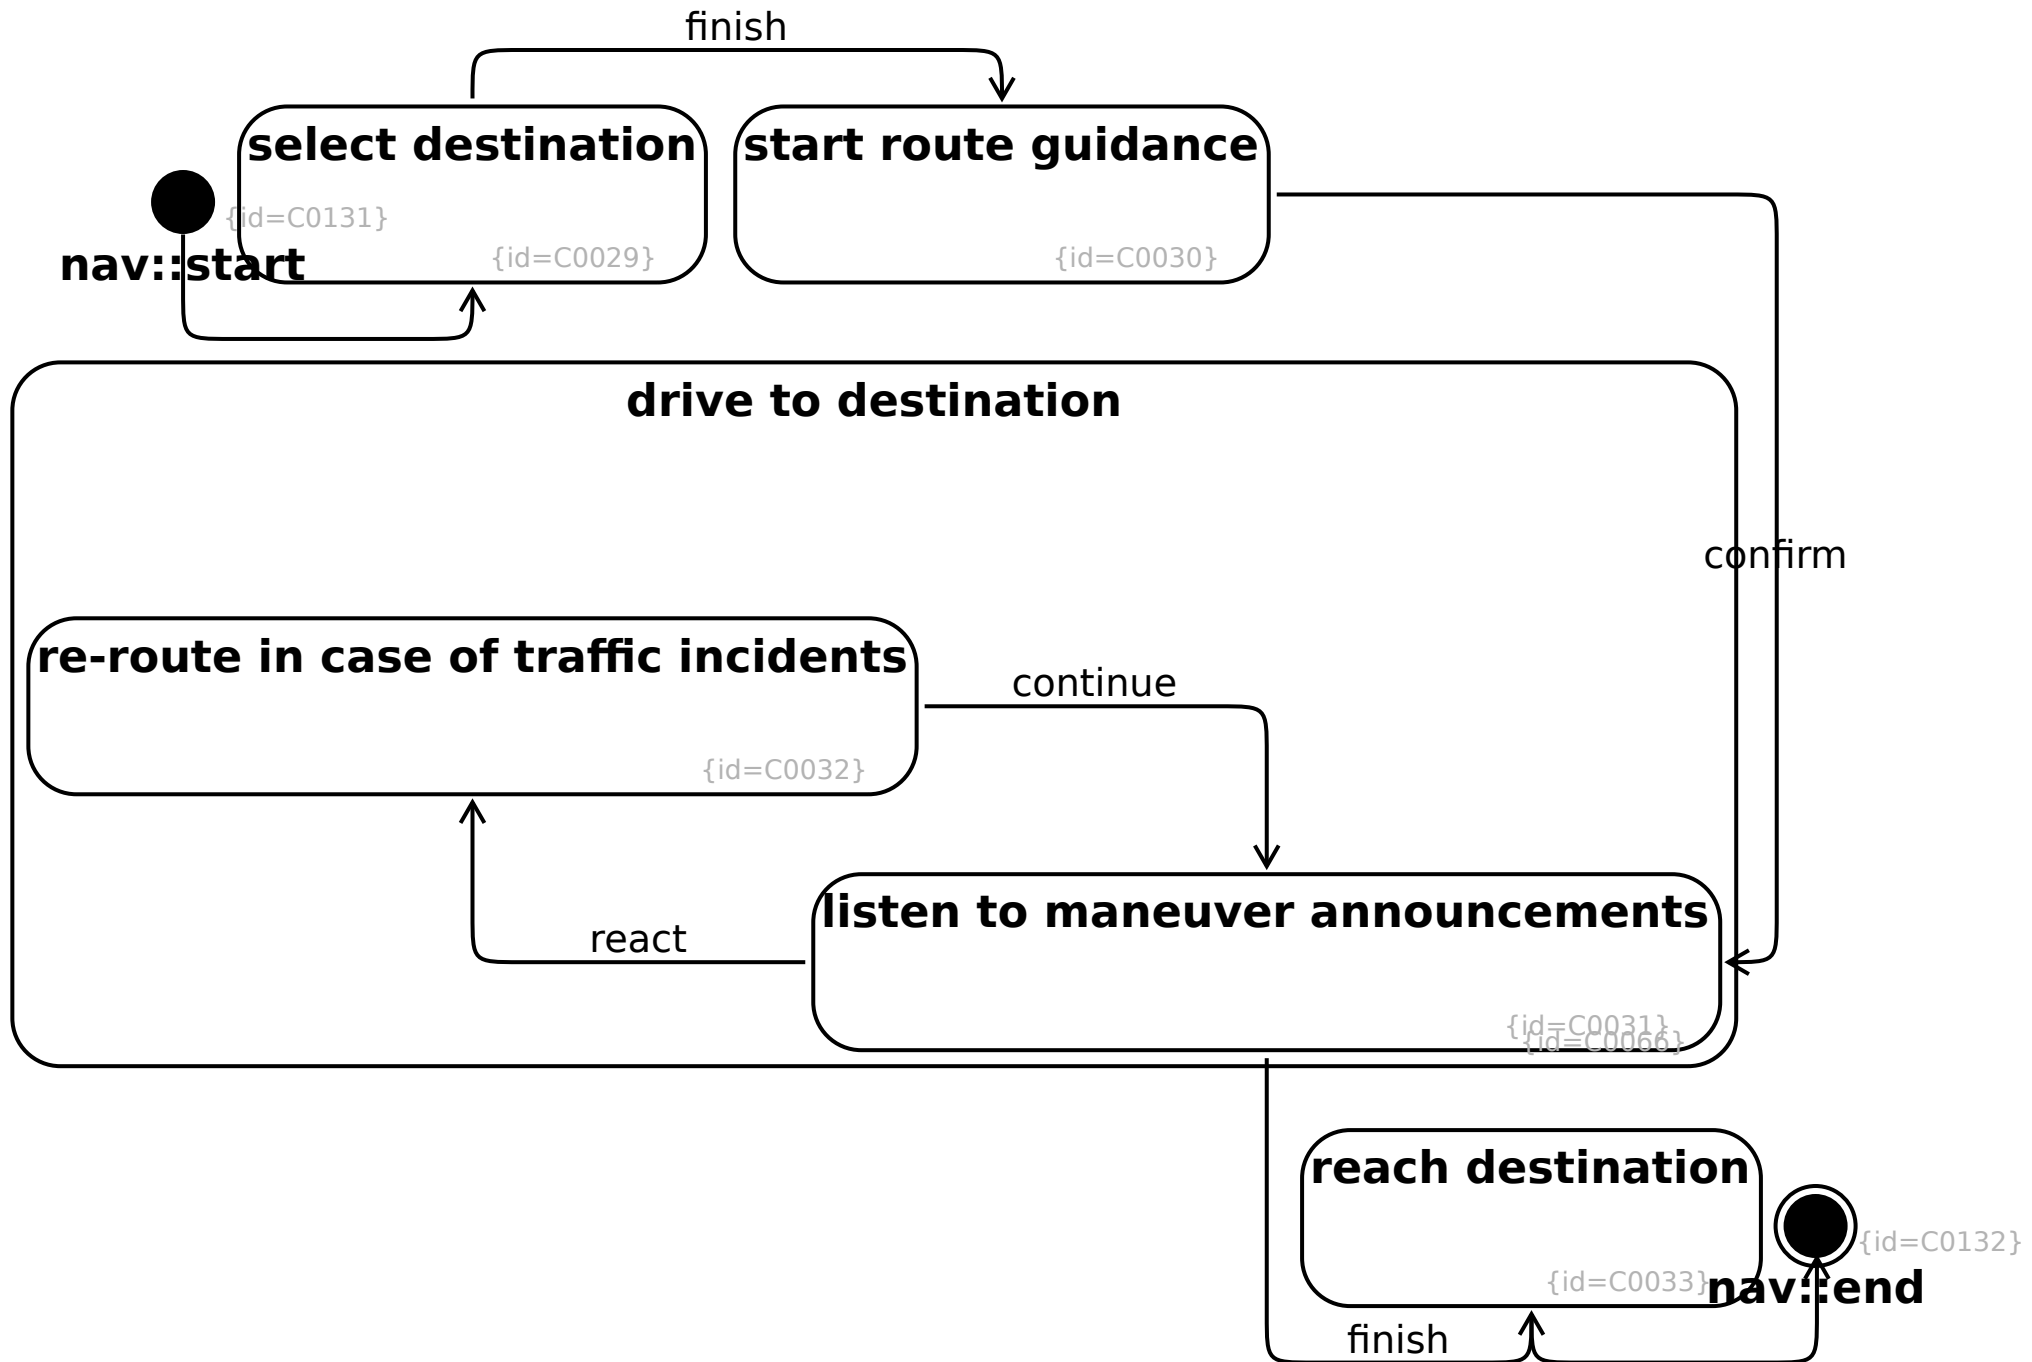 finish
select destination
start route guidance
{id=C0131}
{id=C0029}
{id=C0030}
nav::start
drive to destination
confirm
re-route in case of traffic incidents
continue
{id=C0032}
listen to maneuver announcements
react
{id=C0031}
{id=C0066}
reach destination
{id=C0132}
{id=C0033}
nav::end
finish